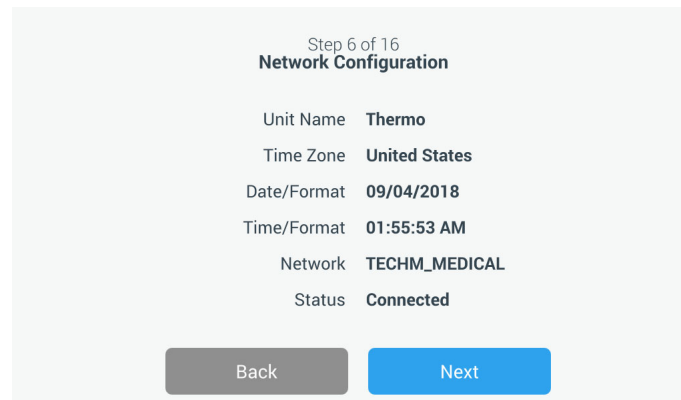 Step 6 of 16
Network Configuration
Unit Name Thermo
Time Zone United States
Date/Format 09/04/2018
Time/Format 01:55:53 AM
Network TECHM_MEDICAL
Status Connected
Back Next